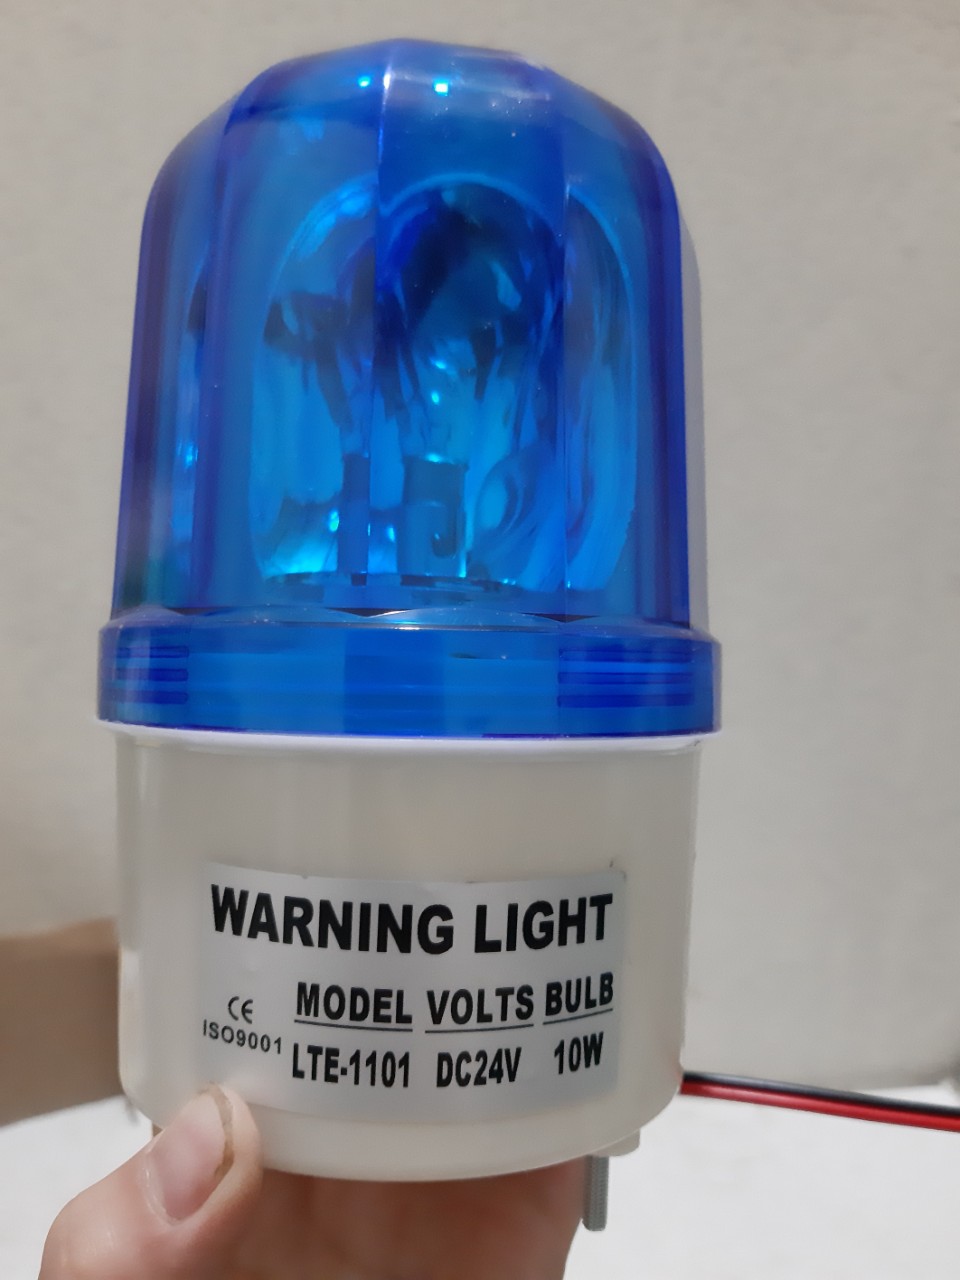 WARNING LIGHT
MODEL VOLTS BULB
CE
ISO9001
LTE-1101 DC24V 10W